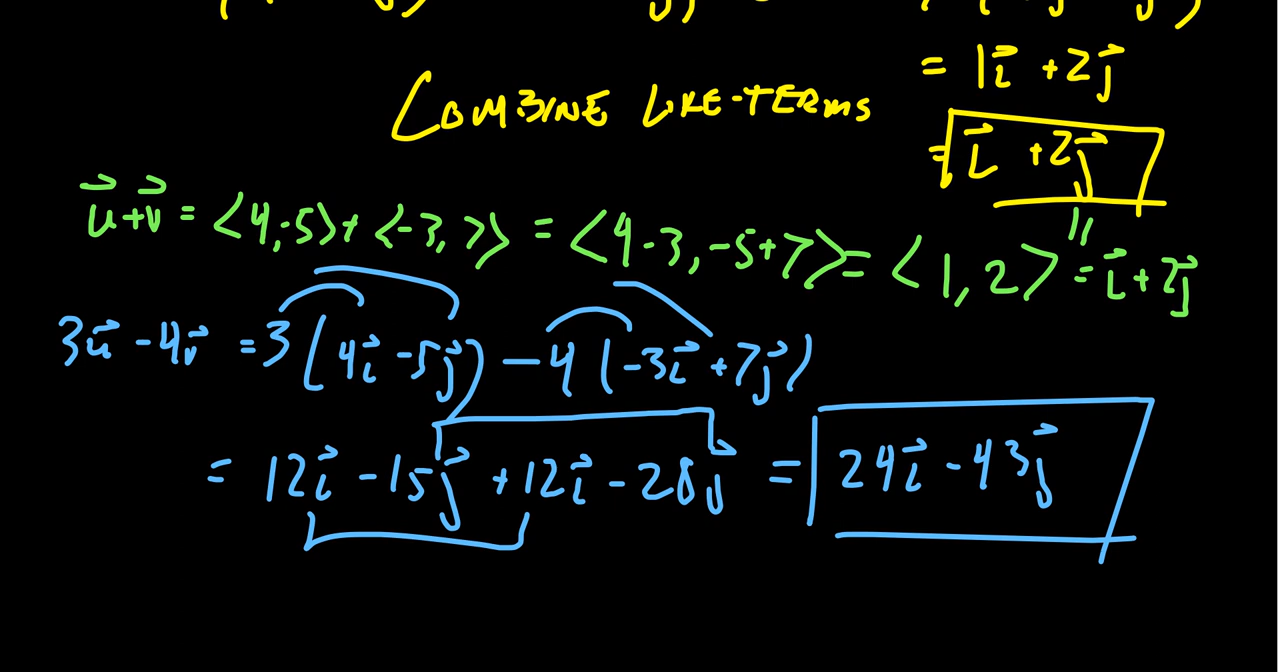 = 1i⃗ + 2j⃗
COMBINE LIKE-TERMS
= i⃗ + 2j⃗
u⃗+v⃗ = <4,-5> + <-3, 7> = <4-3, -5+7> = <1, 2> = i⃗ + 2j⃗
3u⃗ - 4v⃗ = 3(4i⃗ - 5j⃗) - 4(-3i⃗ + 7j⃗)
= 12i⃗ - 15j⃗ + 12i⃗ - 28j⃗ = 24i⃗ - 43j⃗